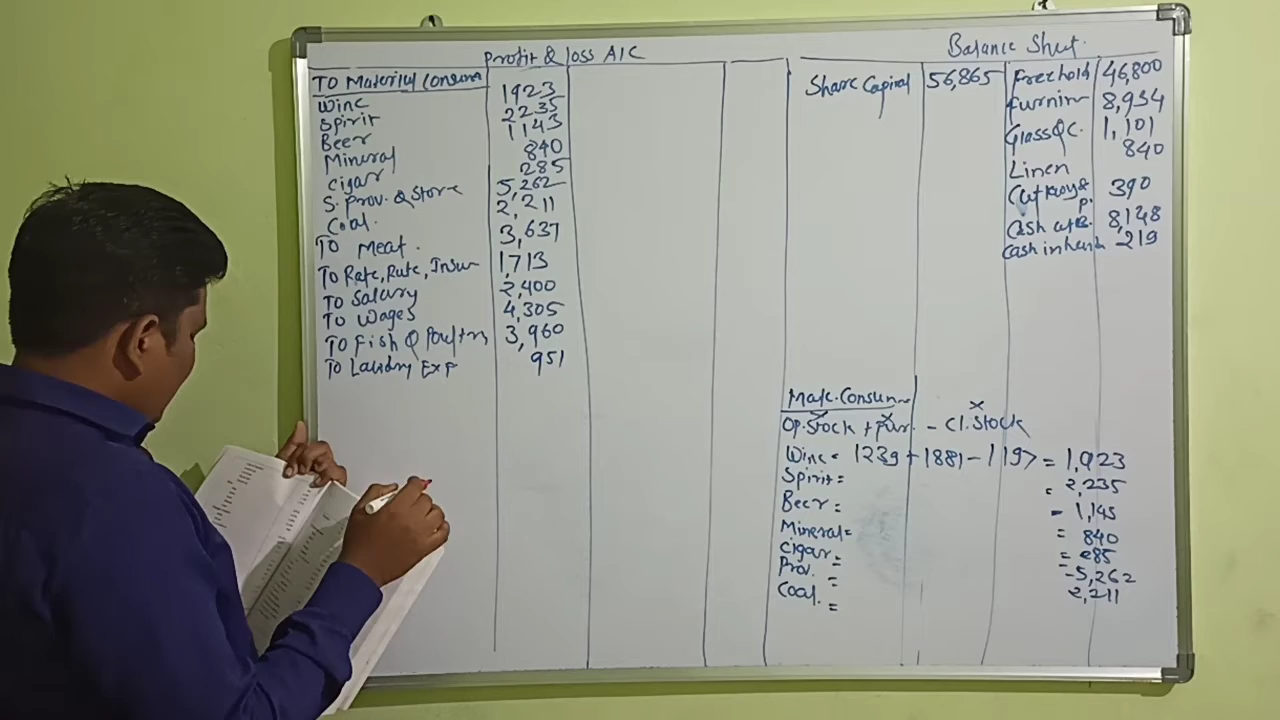 Profit & loss A/C
To Material Consum
Wine 1923
Spirit 2235
Beer 1143
Mineral 840
Cigar 285
S. Prov. & Store 5,262
Coal. 2,211
To Meat. 3,637
To Rate, Rate, Insur 1,713
To Salary 2,400
To Wages 4,305
To Fish & Poultry 3,960
To Laundry Exp 951
Balance Sheet.
Share Capital 56,865
Freehold 46,800
furnitur 8,934
Glass & C. 1,101
Linen 840
P. 390
Cash at B. 8,148
Cash in hand 219
Mate. Consum
Op. Stock + Pur. - Cl. Stock
Wine = 1239 + 1881 - 1197 = 1,923
Spirit = = 2,235
Beer = - 1,145
Mineral = = 840
Cigar = = 285
Prov. = - 5,262
Coal. = 2,211